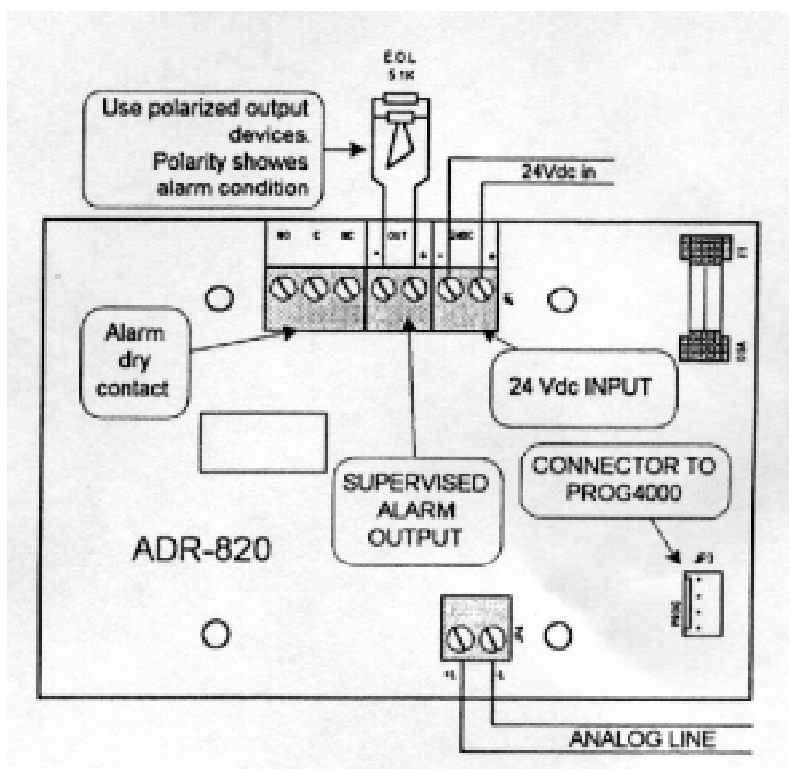 E.O.L
Use polarized output
devices.
Polarity showes
alarm condition
24Vdc in
NO C NC - OUT + - +
Alarm
dry
contact
24 Vdc INPUT
SUPERVISED
ALARM
OUTPUT
CONNECTOR TO
PROG4000
ADR-820
PROG
+L -L
ANALOG LINE